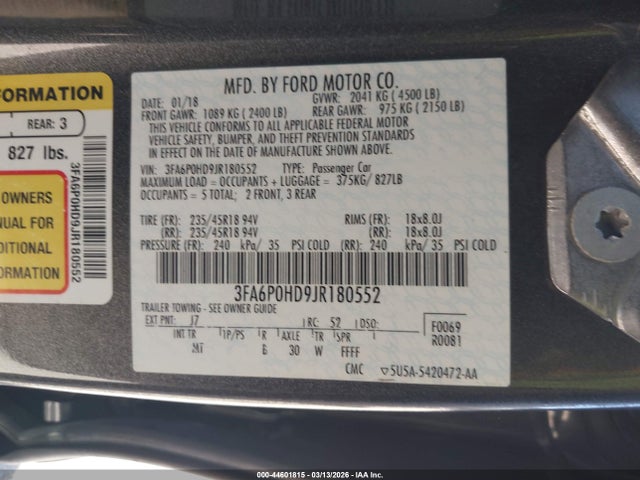 FORMATION
REAR: 3
827 lbs.
OWNERS
NUAL FOR
DITIONAL
ORMATION
3FA6P0HD9JR180552
MFD. BY FORD MOTOR CO.
DATE: 01/18 GVWR: 2041 KG ( 4500 LB)
FRONT GAWR: 1089 KG ( 2400 LB) REAR GAWR: 975 KG ( 2150 LB)
THIS VEHICLE CONFORMS TO ALL APPLICABLE FEDERAL MOTOR
VEHICLE SAFETY, BUMPER, AND THEFT PREVENTION STANDARDS
IN EFFECT ON THE DATE OF MANUFACTURE SHOWN ABOVE.
VIN: 3FA6P0HD9JR180552 TYPE: Passenger Car
MAXIMUM LOAD = OCCUPANTS + LUGGAGE = 375KG/ 827LB
OCCUPANTS = 5 TOTAL; 2 FRONT, 3 REAR
TIRE (FR): 235/45R18 94V RIMS (FR): 18x8.0J
(RR): 235/45R18 94V (RR): 18x8.0J
PRESSURE (FR): 240 kPa/ 35 PSI COLD (RR): 240 kPa/ 35 PSI COLD
3FA6P0HD9JR180552
TRAILER TOWING - SEE OWNER GUIDE
EXT PNT: J7 RC: 52 DSO: F0069
INT TR TP/PS R AXLE TR SPR R0081
B 30 W FFFF
CMC ▽5U5A-5420472-AA
000-44601815 - 03/13/2026 - IAA Inc.